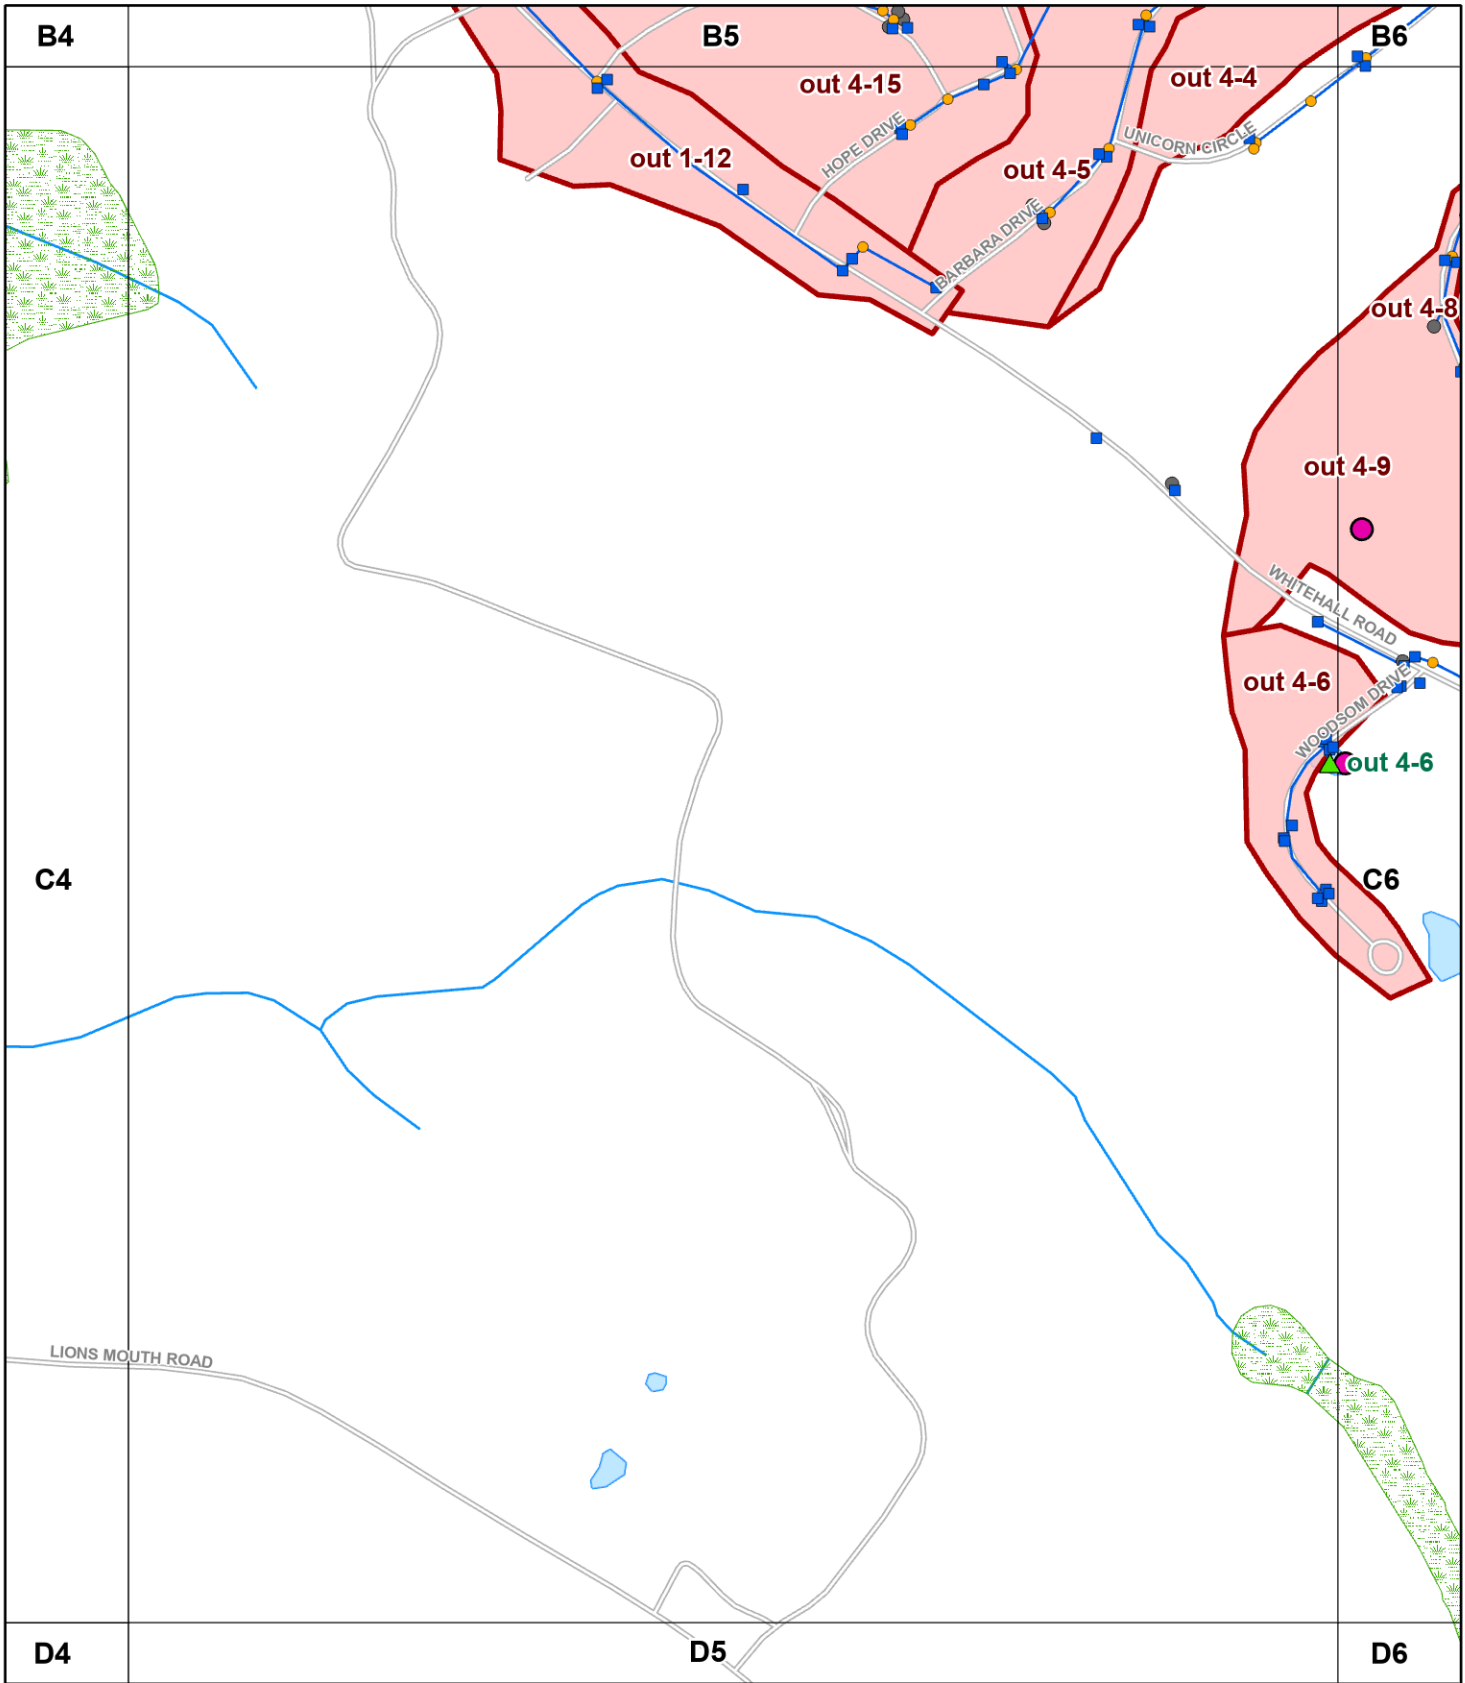 B4
B5
B6
out 4-15
out 4-4
HOPE DRIVE
UNICORN CIRCLE
out 1-12
out 4-5
BARBARA DRIVE
out 4-8
out 4-9
WHITEHALL ROAD
out 4-6
WOODSOM DRIVE
out 4-6
C4
C6
LIONS MOUTH ROAD
D4
D5
D6